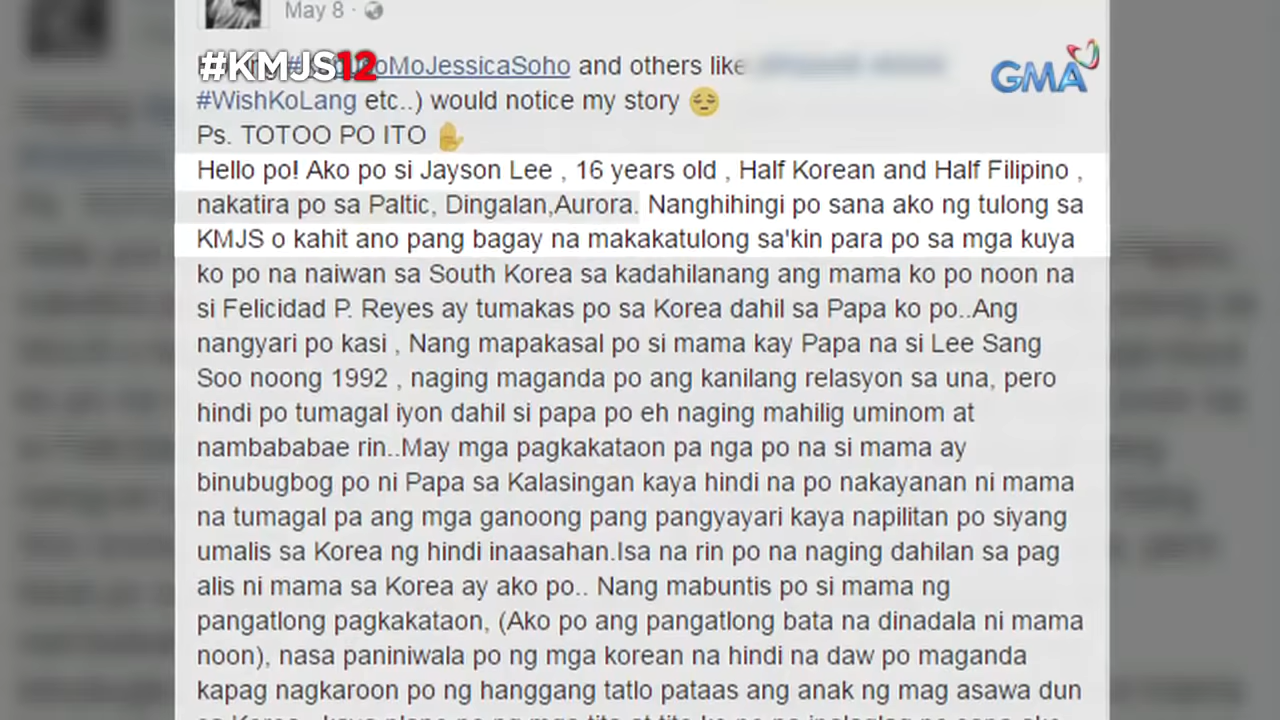 May 8
#KMJS12
GMA
MoJessicaSoho and others like
#WishKoLang etc..) would notice my story 😔
Ps. TOTOO PO ITO ✋
Hello po! Ako po si Jayson Lee , 16 years old , Half Korean and Half Filipino ,
nakatira po sa Paltic, Dingalan,Aurora. Nanghihingi po sana ako ng tulong sa
KMJS o kahit ano pang bagay na makakatulong sa'kin para po sa mga kuya
ko po na naiwan sa South Korea sa kadahilanang ang mama ko po noon na
si Felicidad P. Reyes ay tumakas po sa Korea dahil sa Papa ko po..Ang
nangyari po kasi , Nang mapakasal po si mama kay Papa na si Lee Sang
Soo noong 1992 , naging maganda po ang kanilang relasyon sa una, pero
hindi po tumagal iyon dahil si papa po eh naging mahilig uminom at
nambababae rin..May mga pagkakataon pa nga po na si mama ay
binubugbog po ni Papa sa Kalasingan kaya hindi na po nakayanan ni mama
na tumagal pa ang mga ganoong pang pangyayari kaya napilitan po siyang
umalis sa Korea ng hindi inaasahan.Isa na rin po na naging dahilan sa pag
alis ni mama sa Korea ay ako po.. Nang mabuntis po si mama ng
pangatlong pagkakataon, (Ako po ang pangatlong bata na dinadala ni mama
noon), nasa paniniwala po ng mga korean na hindi na daw po maganda
kapag nagkaroon po ng hanggang tatlo pataas ang anak ng mag asawa dun